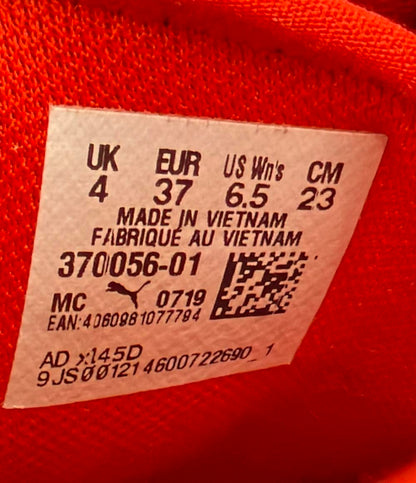 UK EUR US Wn's CM
4 37 6.5 23
MADE IN VIETNAM
FABRIQUÉ AU VIETNAM
370056-01
MC 0719
EAN:4060981077794
AD xl45D
9JS001214600722690_1